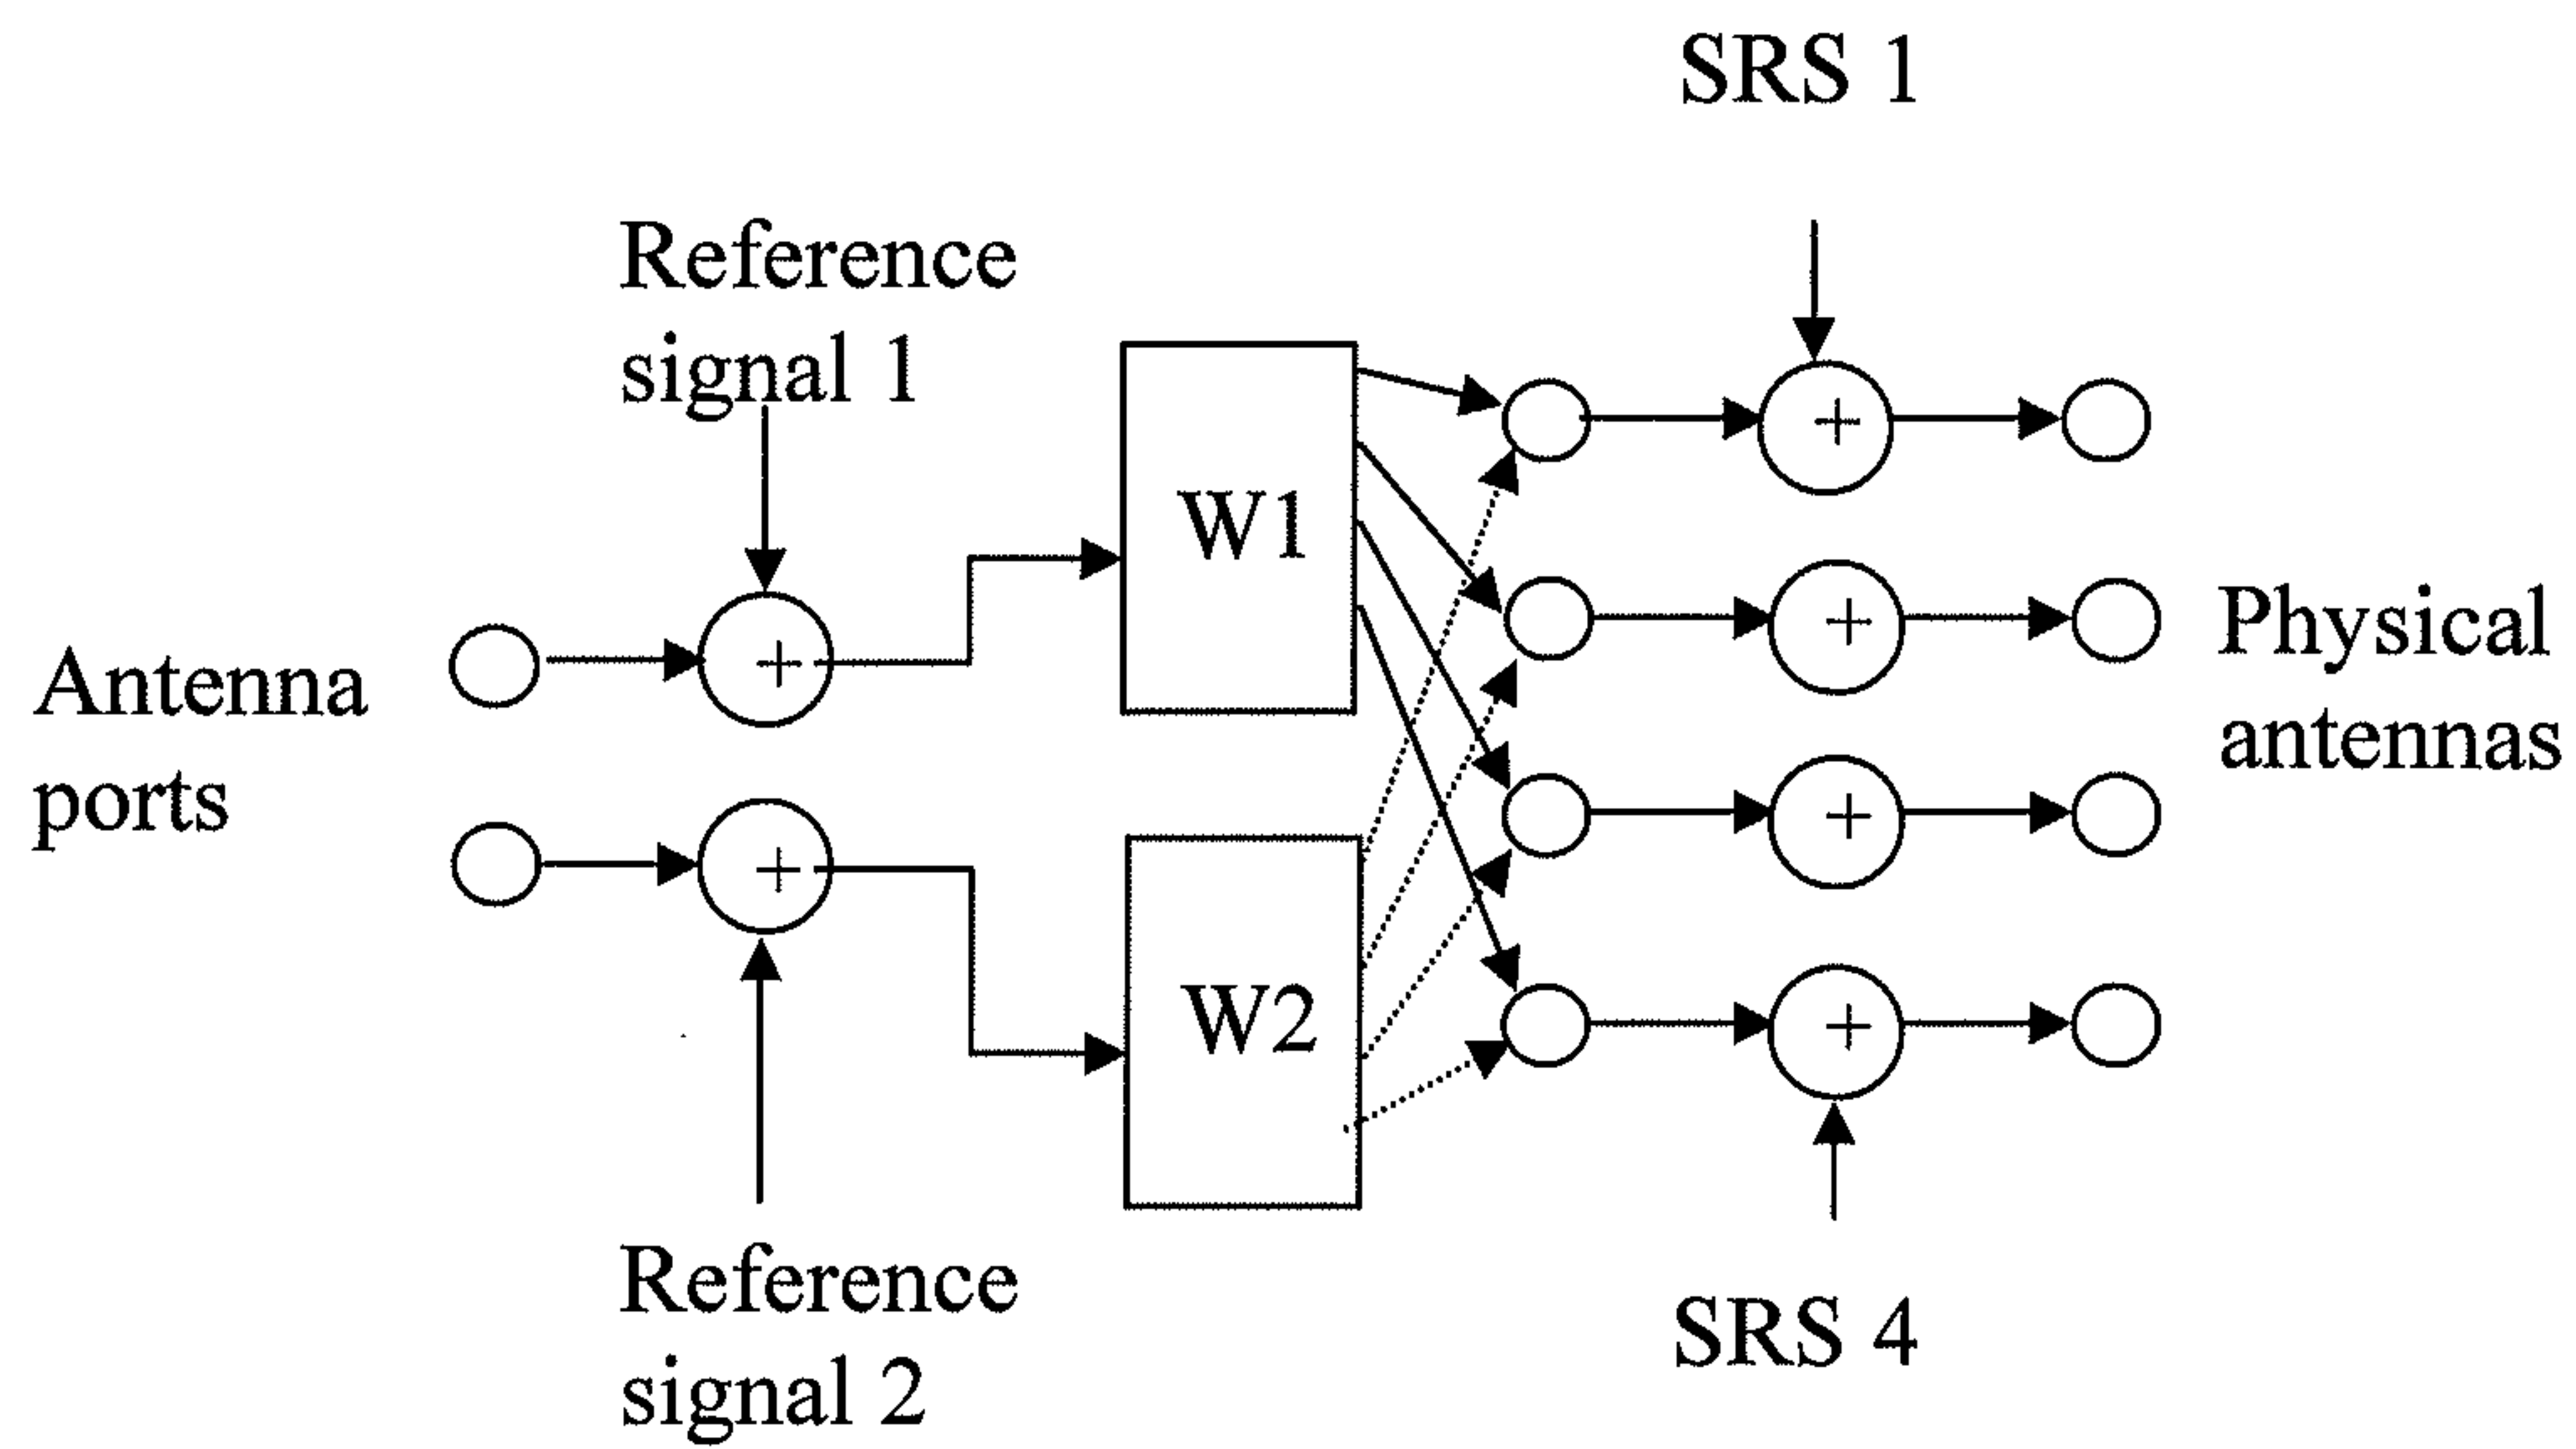 SRS 1
Reference
signal 1
W1
+
+
+
Physical
antennas
Antenna
ports
+
+
+
W2
+
Reference
signal 2
SRS 4